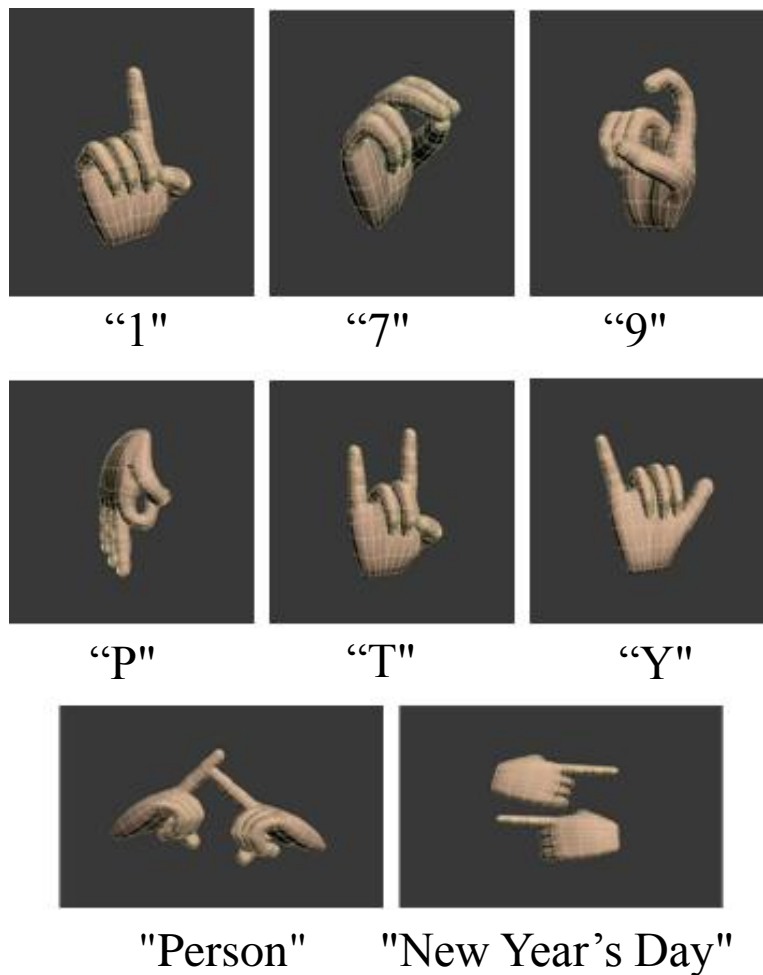 “1" “7" “9"
“P" “T" “Y"
"Person" "New Year’s Day"